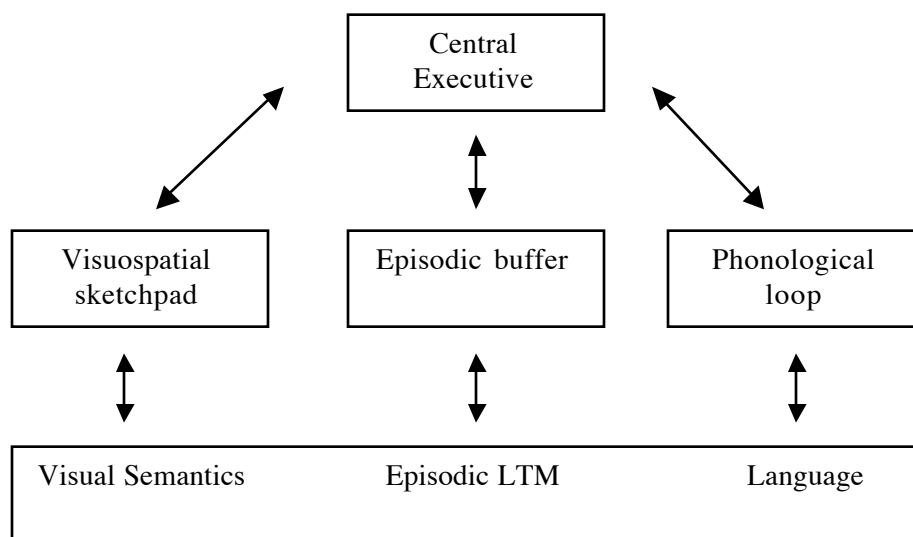 Central
Executive
Visuospatial
sketchpad
Episodic buffer
Phonological
loop
Visual Semantics
Episodic LTM
Language